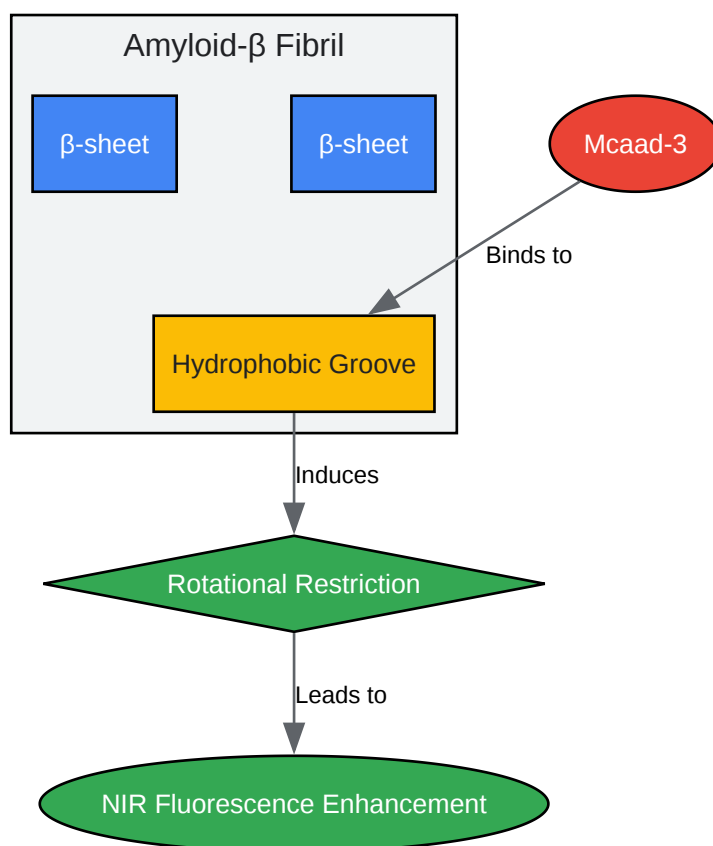 Amyloid-β Fibril
β-sheet
β-sheet
Mcaad-3
Binds to
Hydrophobic Groove
Induces
Rotational Restriction
Leads to
NIR Fluorescence Enhancement